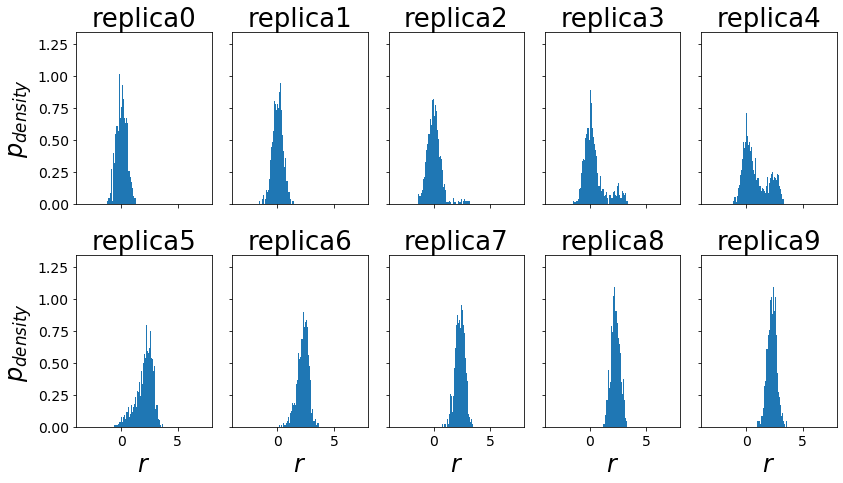 replica0 replica1 replica2 replica3 replica4
1.25
1.00
0.75
0.50
0.25
0.00
p_density
replica5 replica6 replica7 replica8 replica9
1.25
1.00
0.75
0.50
0.25
0.00
p_density
0 5 0 5 0 5 0 5 0 5
r r r r r